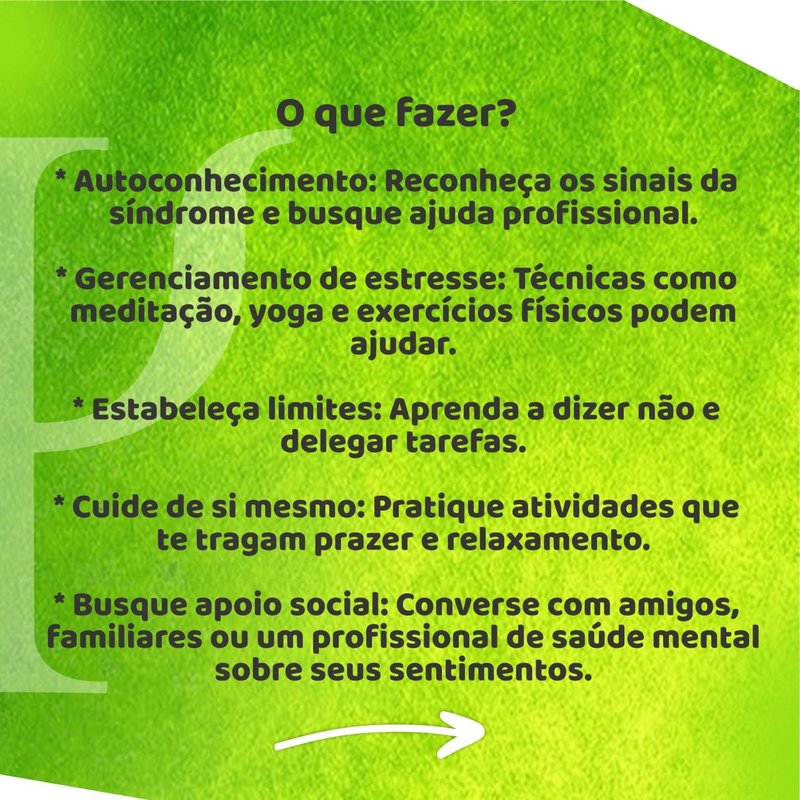 O que fazer?
* Autoconhecimento: Reconheça os sinais da
síndrome e busque ajuda profissional.
* Gerenciamento de estresse: Técnicas como
meditação, yoga e exercícios físicos podem
ajudar.
* Estabeleça limites: Aprenda a dizer não e
delegar tarefas.
* Cuide de si mesmo: Pratique atividades que
te tragam prazer e relaxamento.
* Busque apoio social: Converse com amigos,
familiares ou um profissional de saúde mental
sobre seus sentimentos.